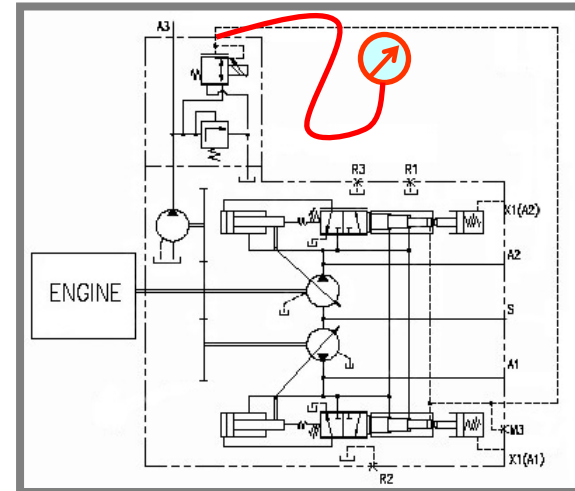 A3
R3
R1
X1(A2)
A2
ENGINE
S
A1
M3
X1(A1)
R2